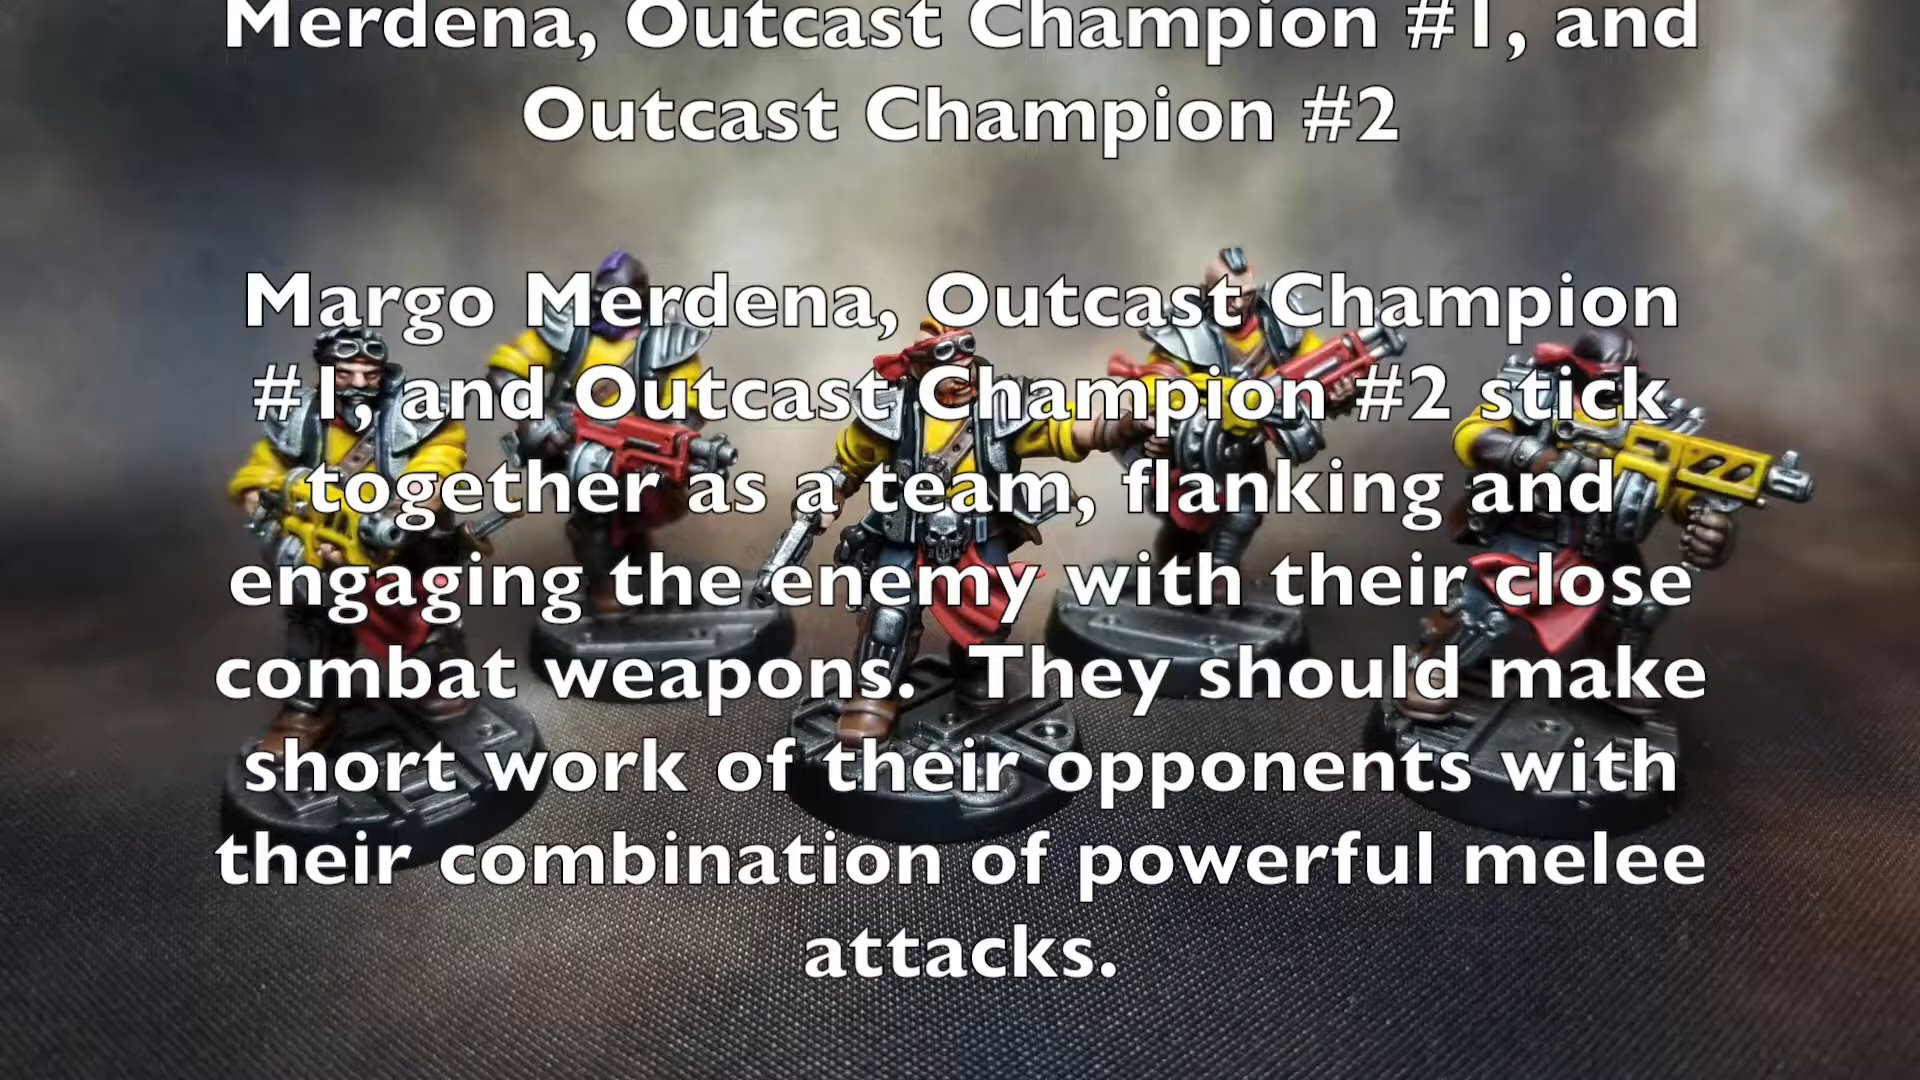 Merdena, Outcast Champion #1, and
Outcast Champion #2
Margo Merdena, Outcast Champion
#1, and Outcast Champion #2 stick
together as a team, flanking and
engaging the enemy with their close
combat weapons.  They should make
short work of their opponents with
their combination of powerful melee
attacks.